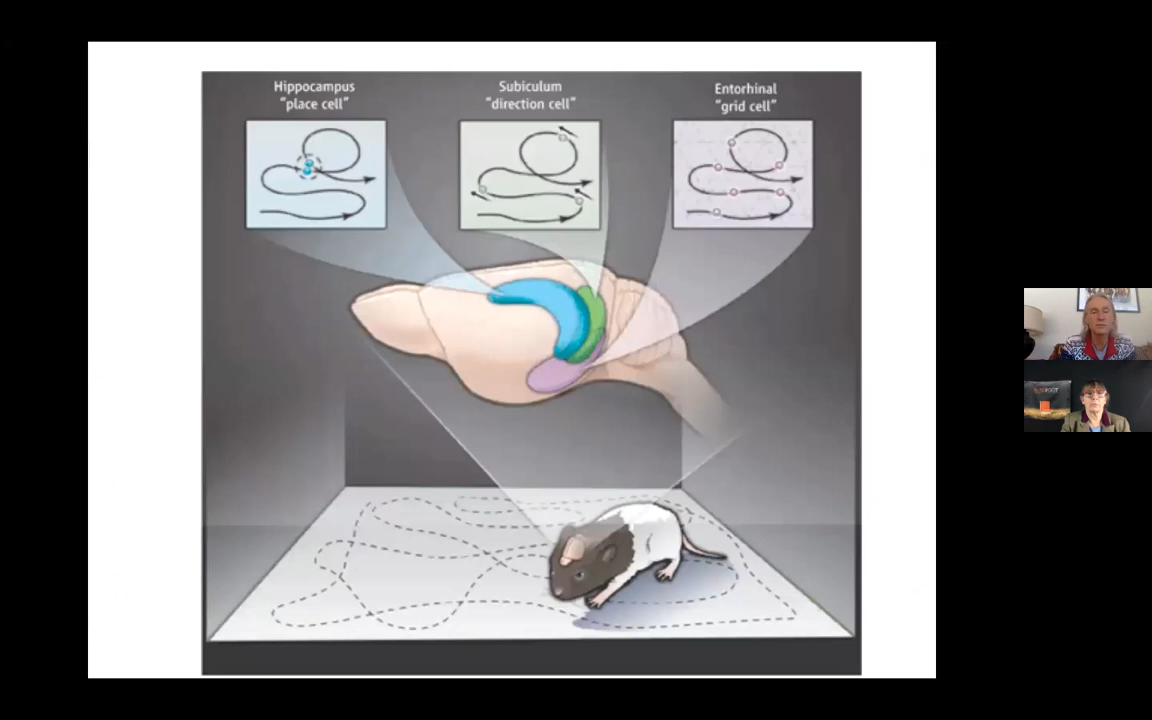 Hippocampus
"place cell"
Subiculum
"direction cell"
Entorhinal
"grid cell"